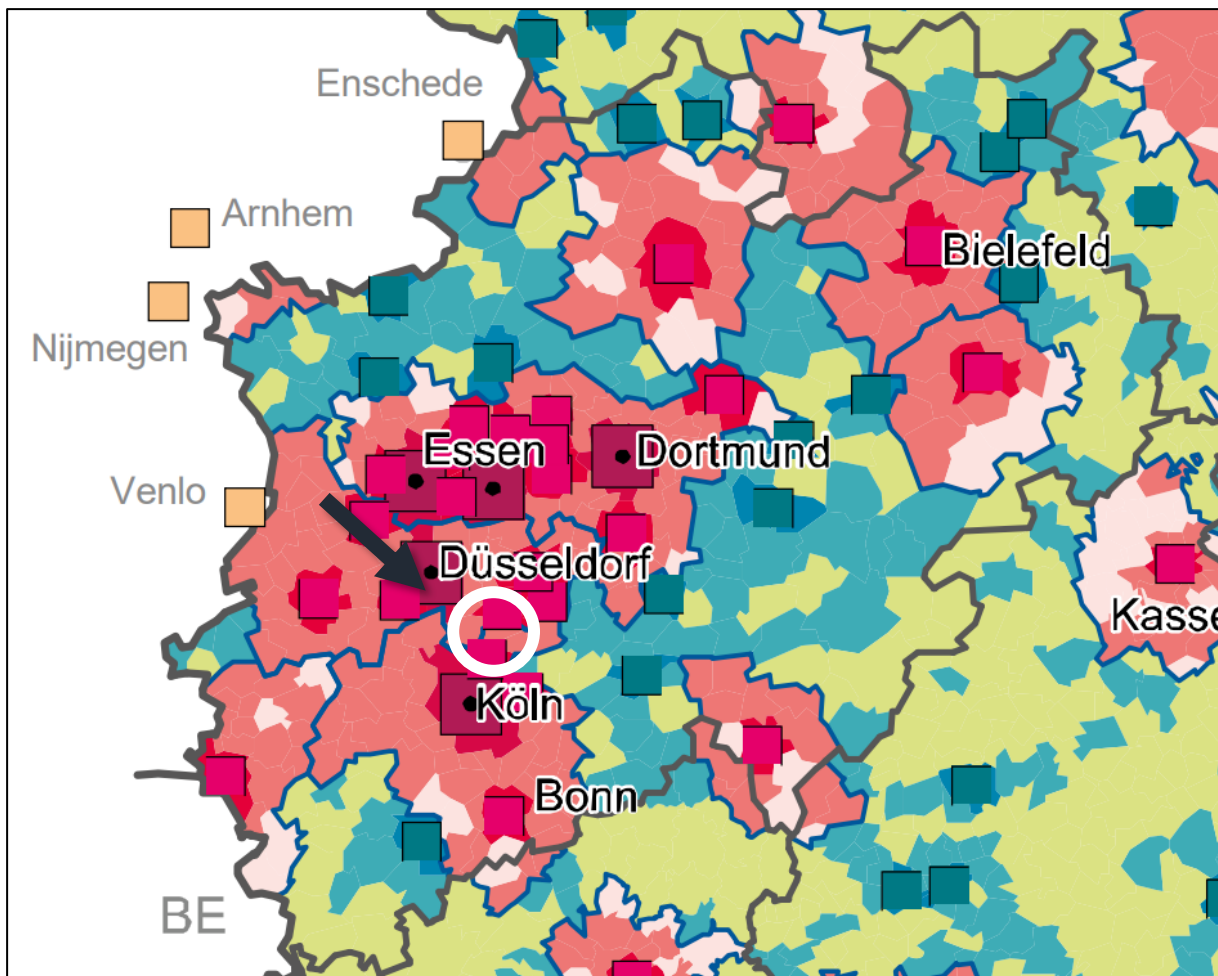 Enschede
Arnhem
Bielefeld
Nijmegen
Essen
Dortmund
Venlo
Düsseldorf
Kasse
Köln
Bonn
BE